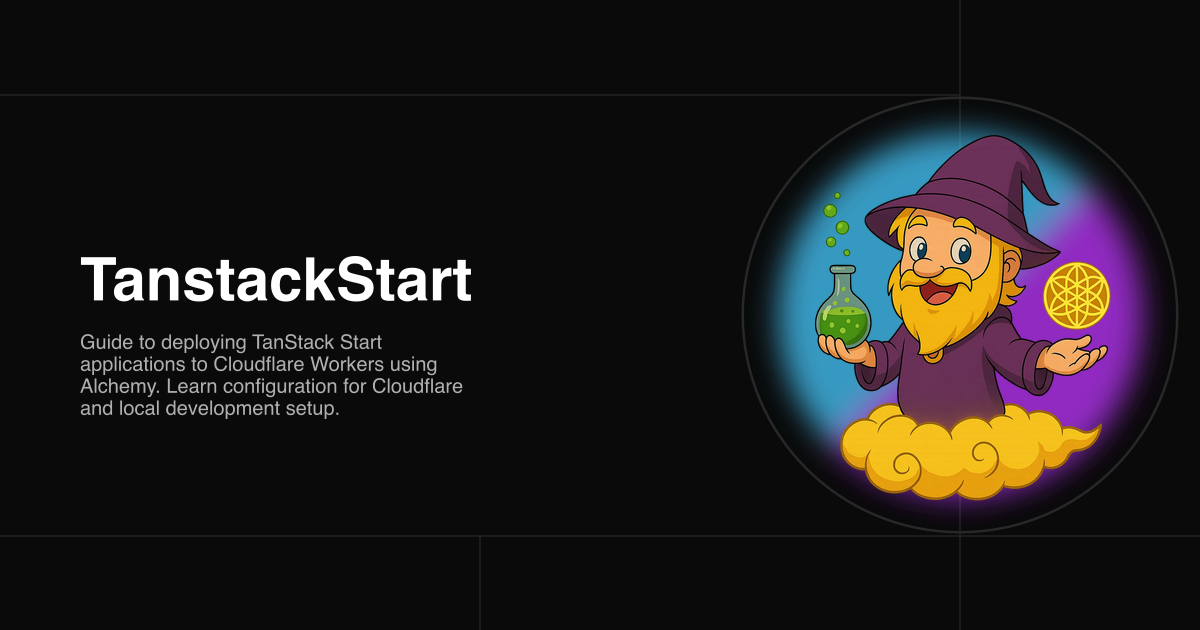 TanstackStart
Guide to deploying TanStack Start
applications to Cloudflare Workers using
Alchemy. Learn configuration for Cloudflare
and local development setup.